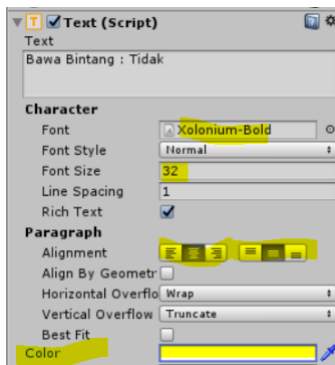 Text (Script)
Text
Bawa Bintang : Tidak
Character
Font Xolonium-Bold
Font Style Normal
Font Size 32
Line Spacing 1
Rich Text
Paragraph
Alignment
Align By Geometr
Horizontal Overflo Wrap
Vertical Overflow Truncate
Best Fit
Color